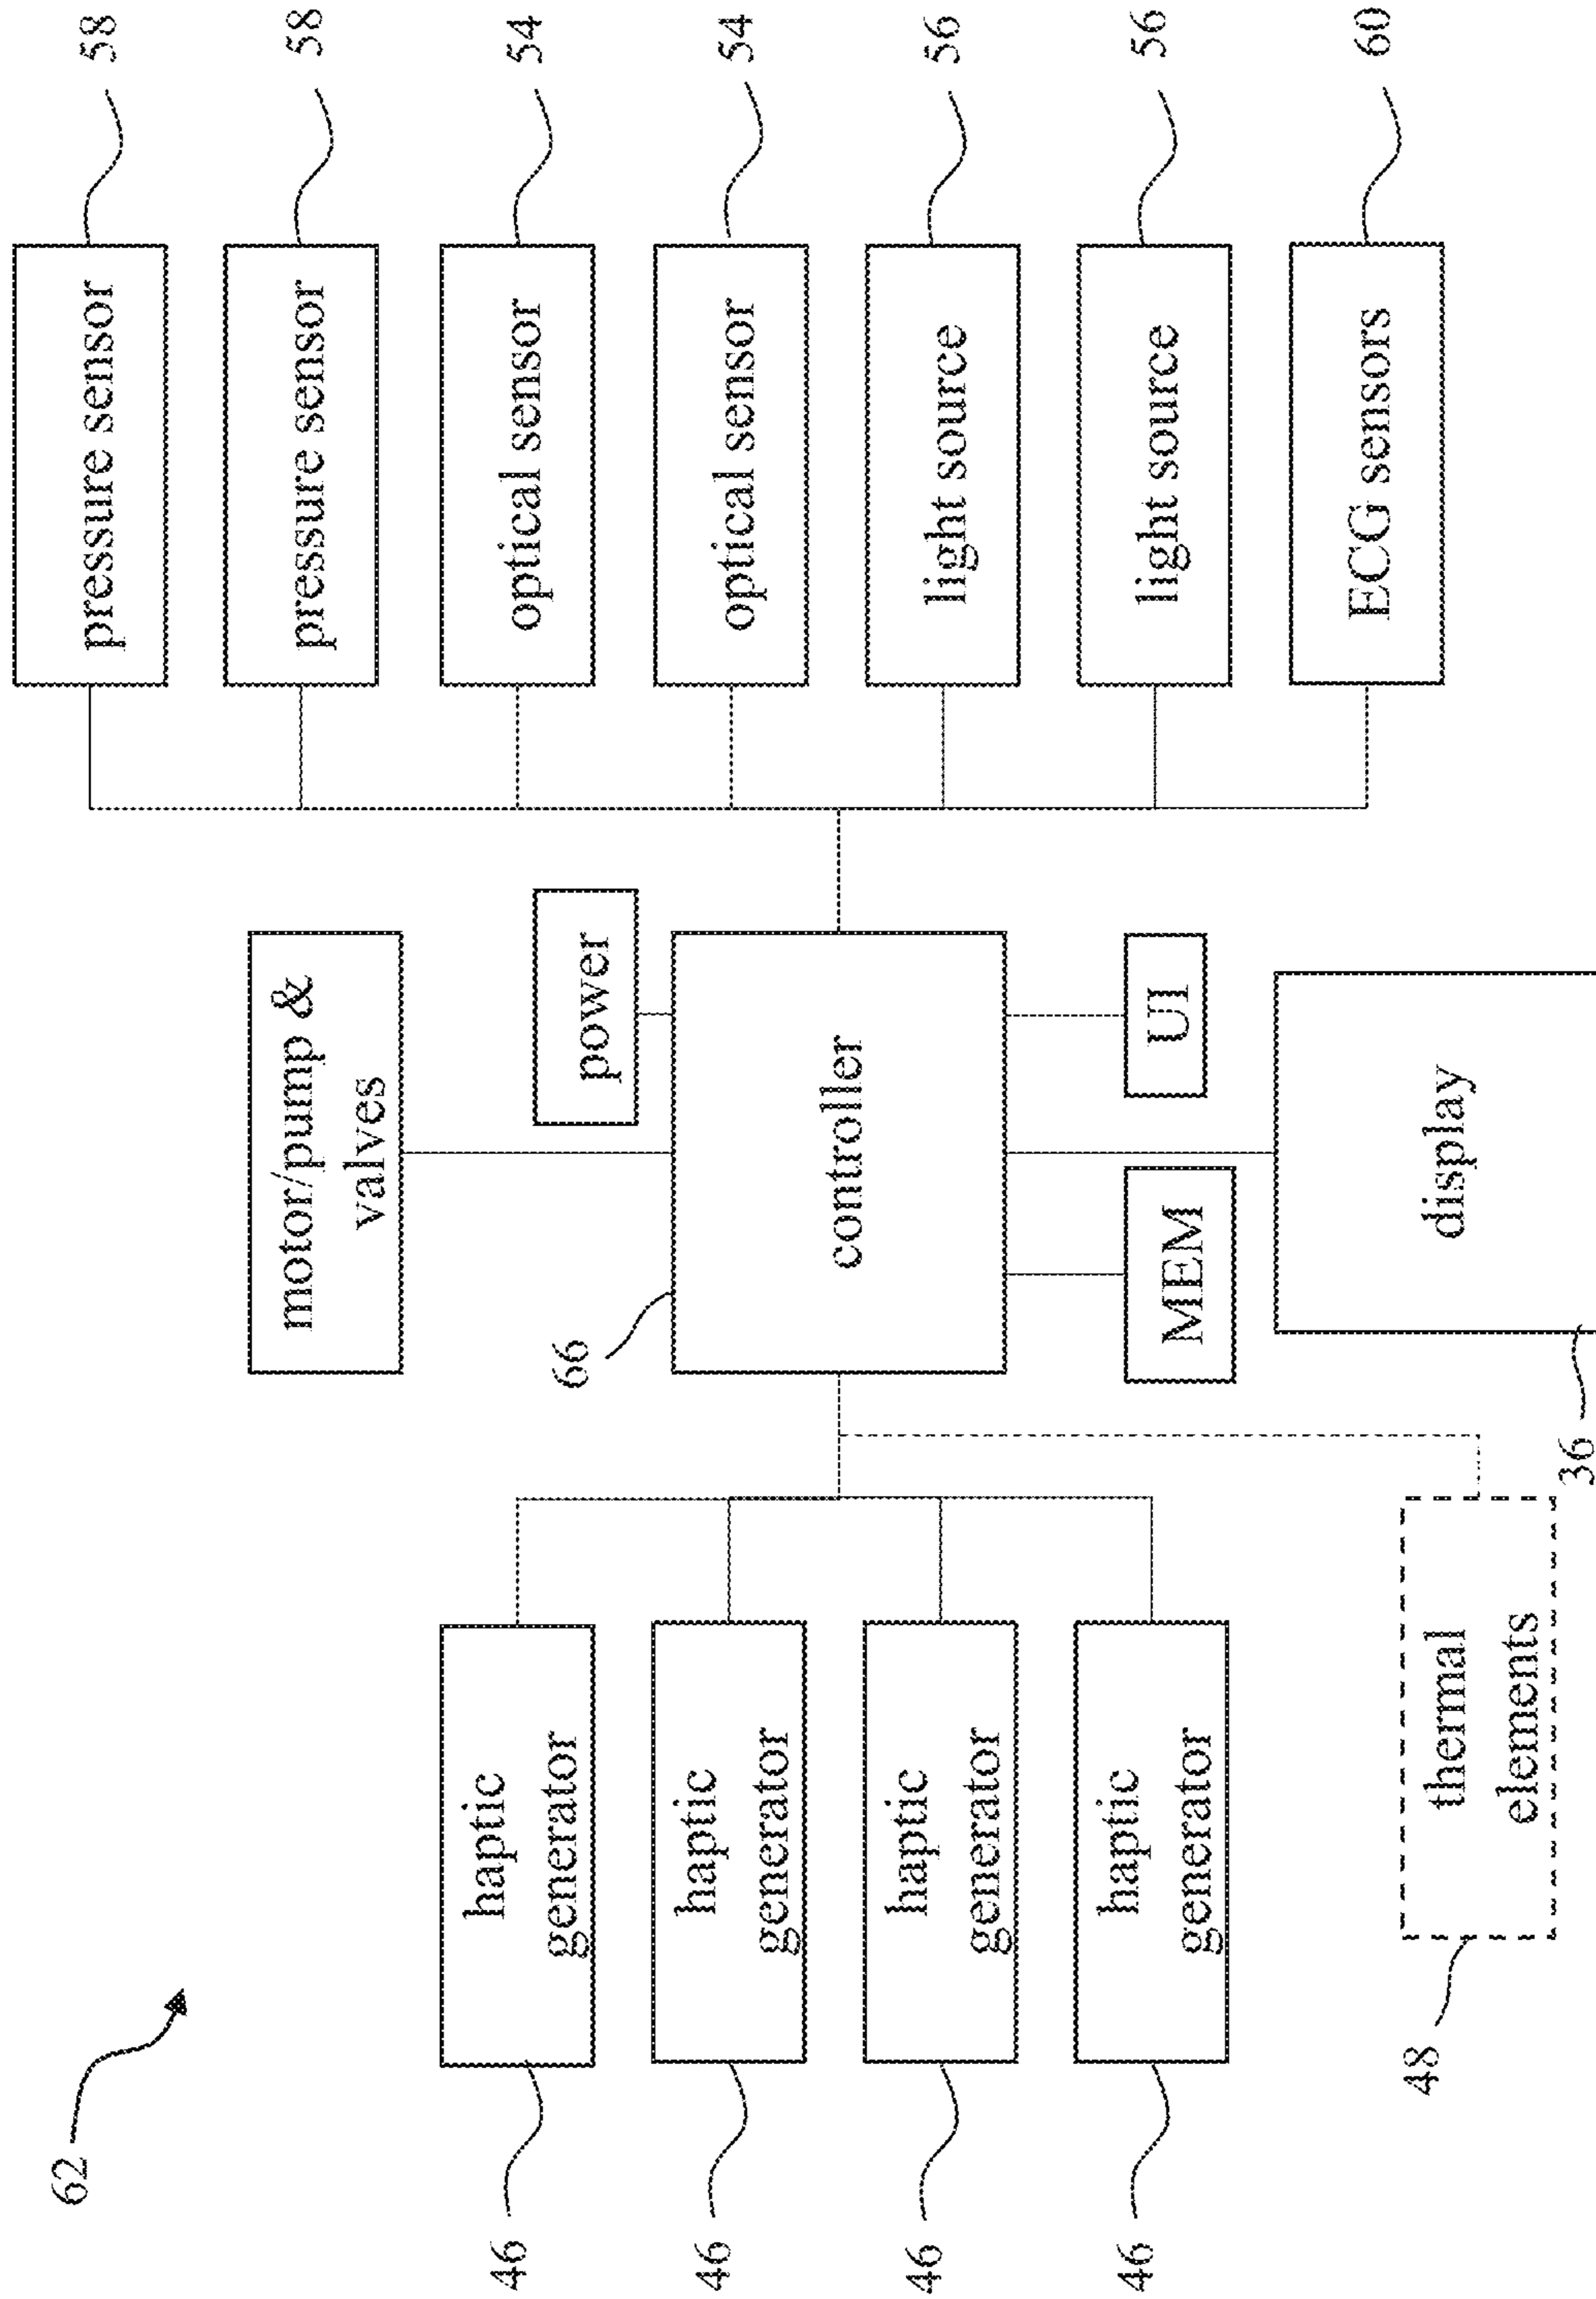 62
46
haptic
generator
46
haptic
generator
46
haptic
generator
46
haptic
generator
48
thermal
elements
motor/pump &
valves
power
66
controller
MEM
UI
display
36
pressure sensor
58
pressure sensor
58
optical sensor
54
optical sensor
54
light source
56
light source
56
ECG sensors
60